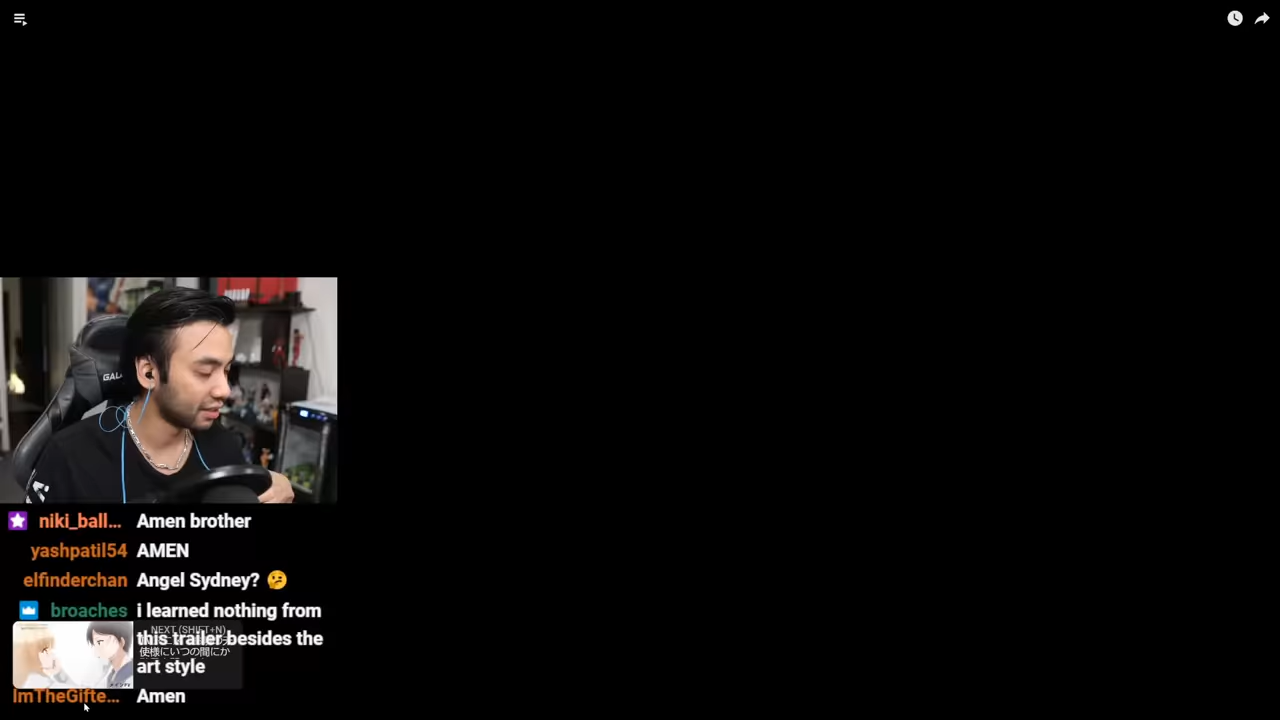 GAL
niki_ball... Amen brother
yashpatil54 AMEN
elfinderchan Angel Sydney? 🤔
broaches i learned nothing from
this trailer besides the
art style
NEXT (SHIFT+N)
使様にいつの間にか
ImTheGifte... Amen